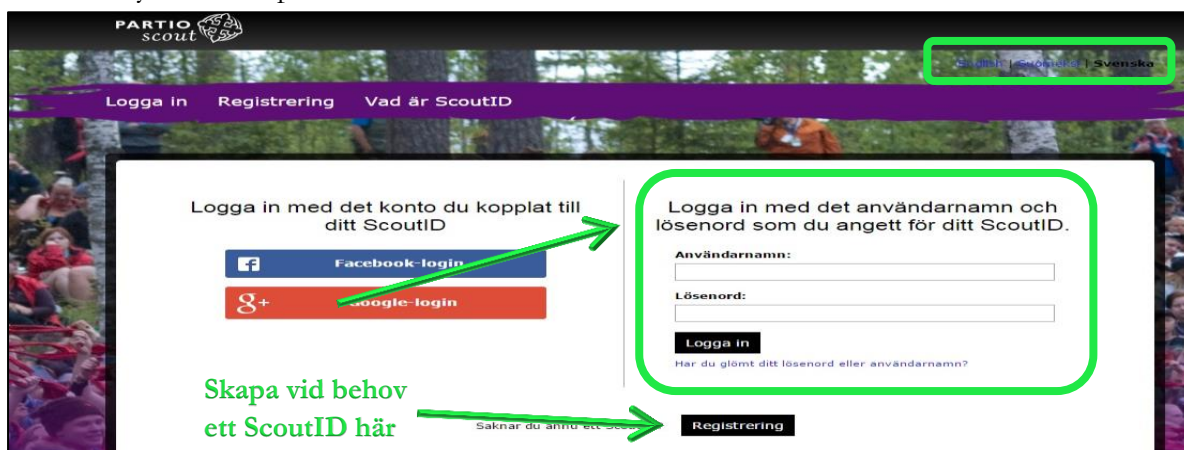 PARTIO
scout
English | Suomeksi | Svenska
Logga in Registrering Vad är ScoutID
Logga in med det konto du kopplat till
ditt ScoutID
Facebook-login
g+ Google-login
Logga in med det användarnamn och
lösenord som du angett för ditt ScoutID.
Användarnamn:
Lösenord:
Logga in
Har du glömt ditt lösenord eller användarnamn?
Skapa vid behov
ett ScoutID här
Saknar du ännu ett
Registrering